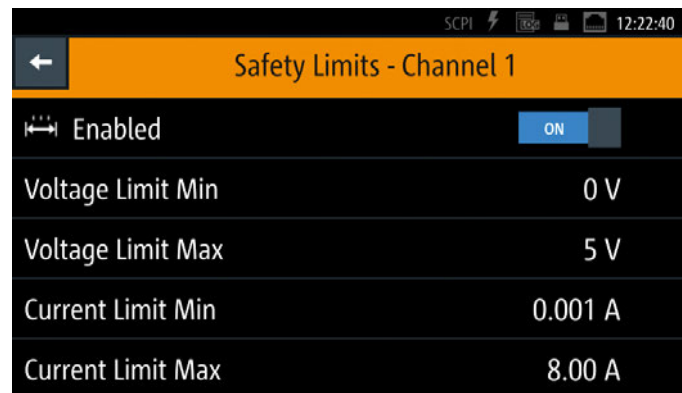 SCPI LOG 12:22:40
Safety Limits - Channel 1
Enabled ON
Voltage Limit Min 0 V
Voltage Limit Max 5 V
Current Limit Min 0.001 A
Current Limit Max 8.00 A